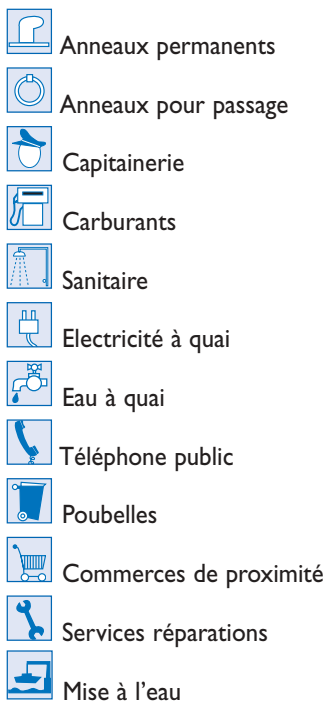 Anneaux permanents
Anneaux pour passage
Capitainerie
Carburants
Sanitaire
Electricité à quai
Eau à quai
Téléphone public
Poubelles
Commerces de proximité
Services réparations
Mise à l'eau